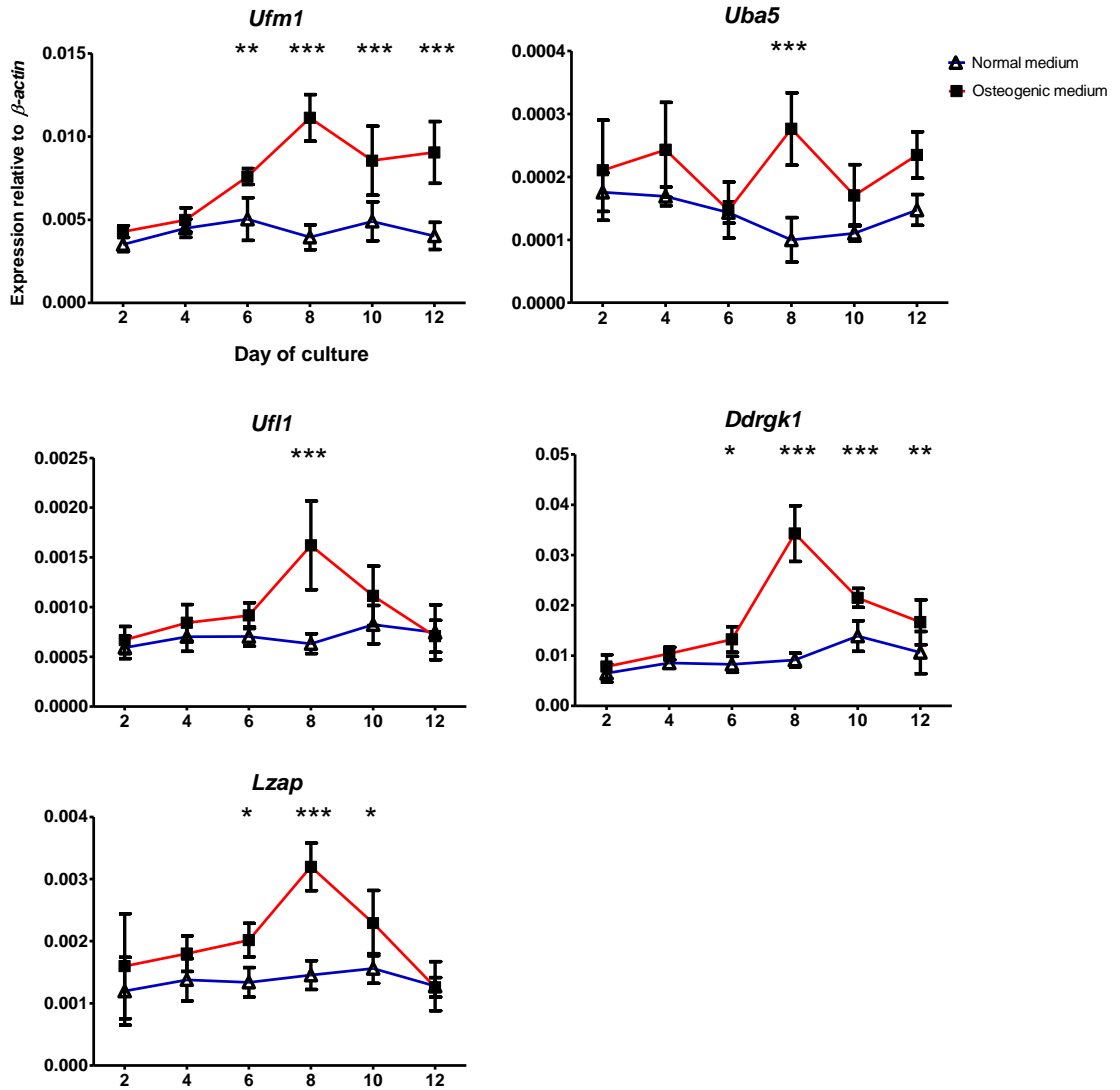 Ufm1
** *** *** ***
0.015
0.010
0.005
0.000
Expression relative to β-actin
2 4 6 8 10 12
Day of culture
Uba5
***
0.0004
0.0003
0.0002
0.0001
0.0000
2 4 6 8 10 12
Normal medium
Osteogenic medium
Ufl1
***
0.0025
0.0020
0.0015
0.0010
0.0005
0.0000
2 4 6 8 10 12
Ddrgk1
* *** *** **
0.05
0.04
0.03
0.02
0.01
0.00
2 4 6 8 10 12
Lzap
* *** *
0.004
0.003
0.002
0.001
0.000
2 4 6 8 10 12